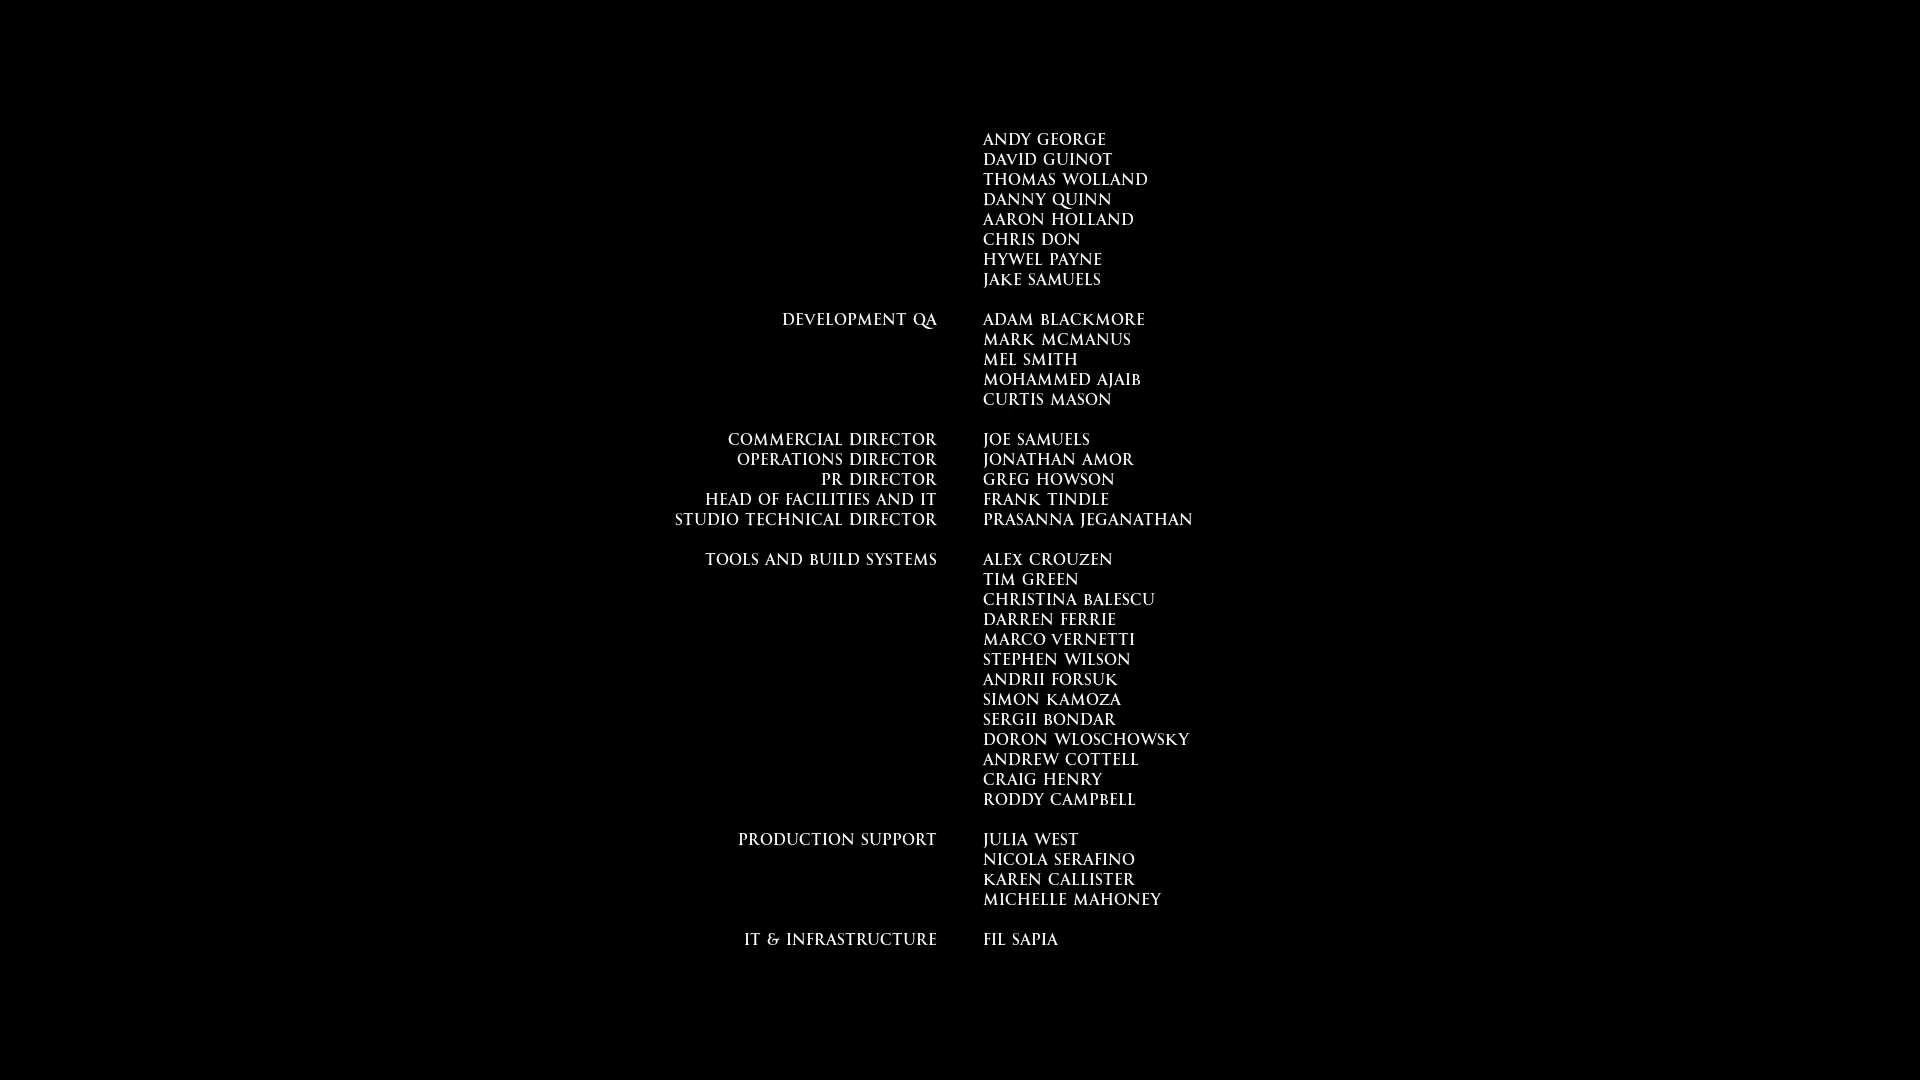 ANDY GEORGE
DAVID GUINOT
THOMAS WOLLAND
DANNY QUINN
AARON HOLLAND
CHRIS DON
HYWEL PAYNE
JAKE SAMUELS
DEVELOPMENT QA ADAM BLACKMORE
MARK MCMANUS
MEL SMITH
MOHAMMED AJAIB
CURTIS MASON
COMMERCIAL DIRECTOR JOE SAMUELS
OPERATIONS DIRECTOR JONATHAN AMOR
PR DIRECTOR GREG HOWSON
HEAD OF FACILITIES AND IT FRANK TINDLE
STUDIO TECHNICAL DIRECTOR PRASANNA JEGANATHAN
TOOLS AND BUILD SYSTEMS ALEX CROUZEN
TIM GREEN
CHRISTINA BALESCU
DARREN FERRIE
MARCO VERNETTI
STEPHEN WILSON
ANDRII FORSUK
SIMON KAMOZA
SERGII BONDAR
DORON WLOSCHOWSKY
ANDREW COTTELL
CRAIG HENRY
RODDY CAMPBELL
PRODUCTION SUPPORT JULIA WEST
NICOLA SERAFINO
KAREN CALLISTER
MICHELLE MAHONEY
IT & INFRASTRUCTURE FIL SAPIA